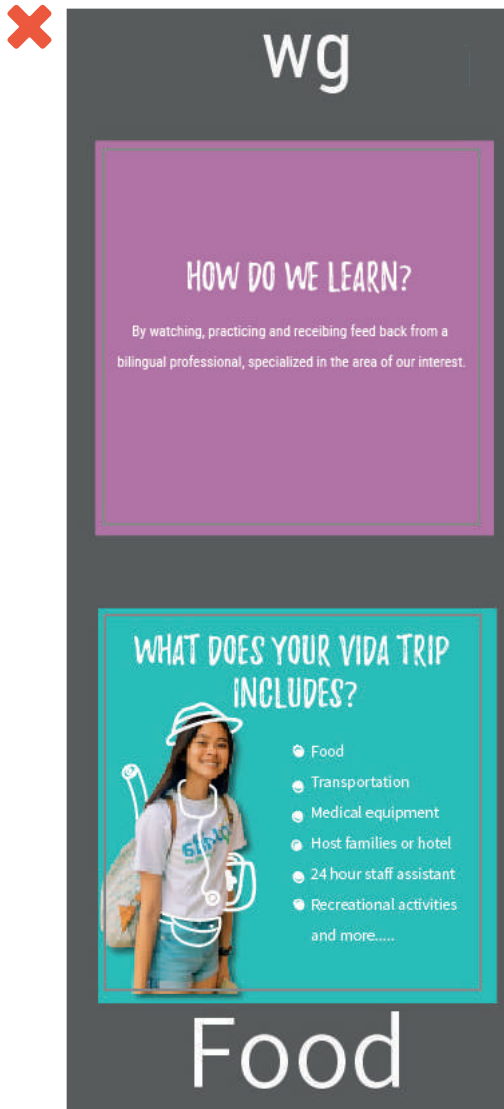 wg
HOW DO WE LEARN?
By watching, practicing and receibing feed back from a
bilingual professional, specialized in the area of our interest.
WHAT DOES YOUR VIDA TRIP
INCLUDES?
Food
Transportation
Medical equipment
Host families or hotel
24 hour staff assistant
Recreational activities
and more.....
Food